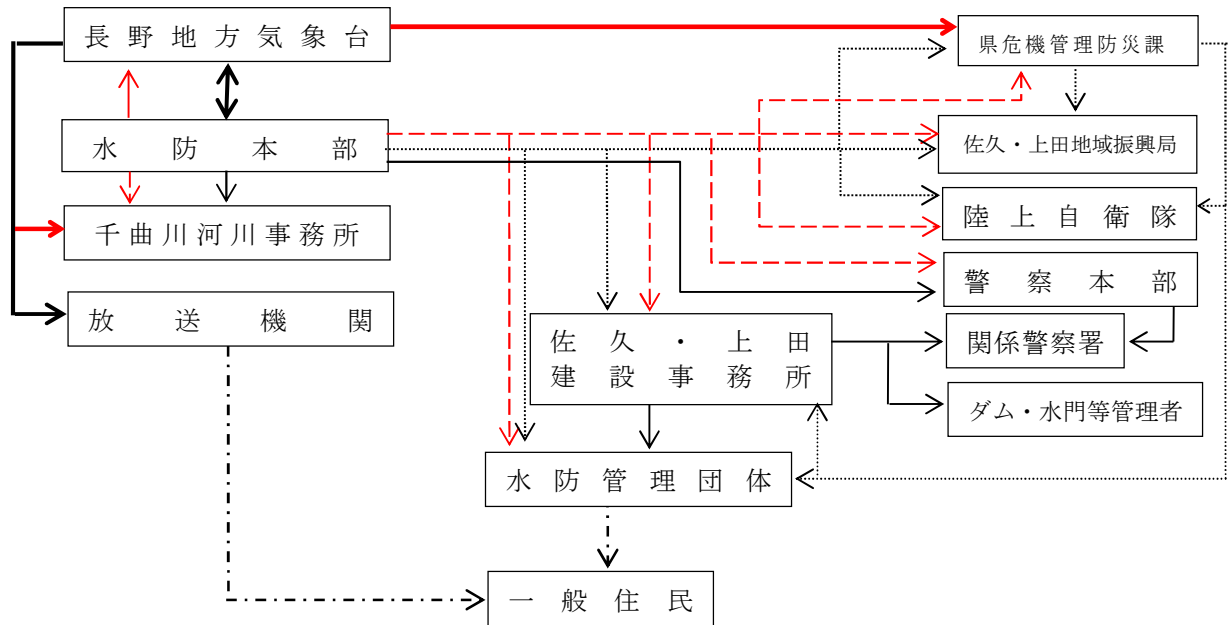 長野地方気象台
県危機管理防災課
水防本部
佐久・上田地域振興局
千曲川河川事務所
陸上自衛隊
警察本部
放送機関
佐久・上田
建設事務所
関係警察署
ダム・水門等管理者
水防管理団体
一般住民